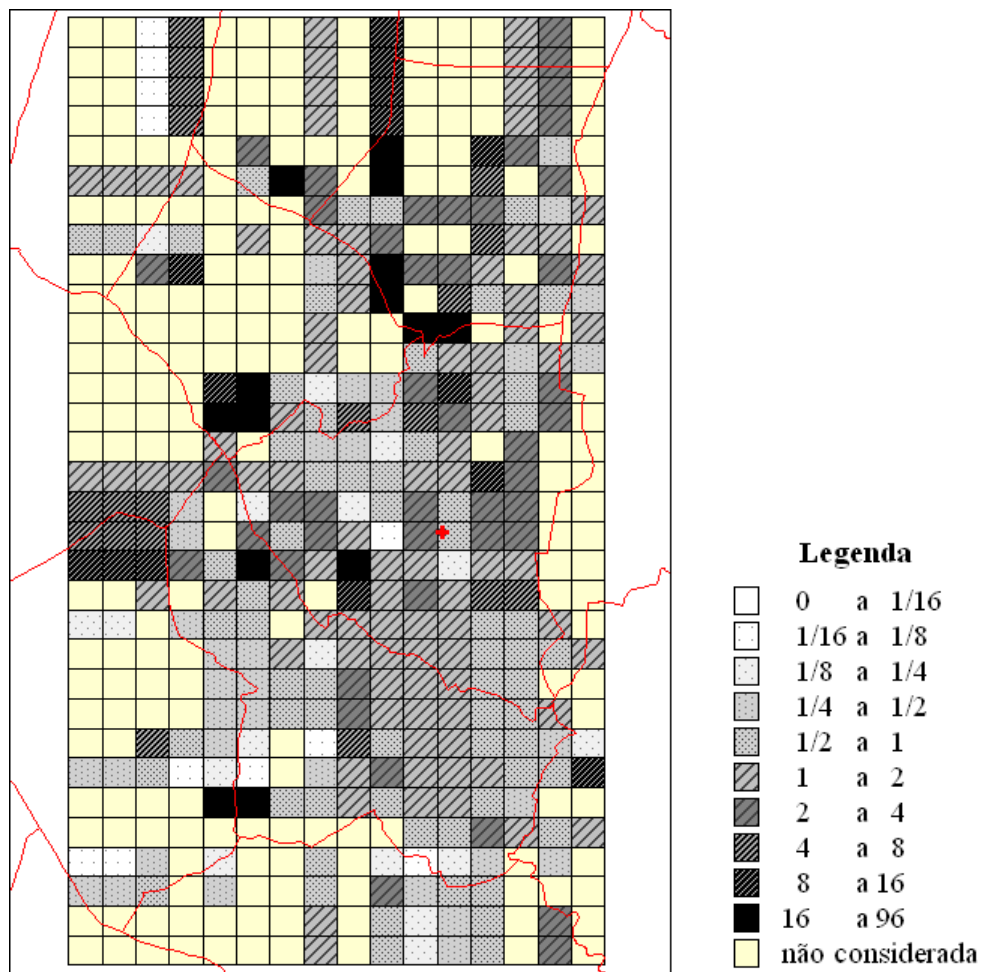 Legenda
0 a 1/16
1/16 a 1/8
1/8 a 1/4
1/4 a 1/2
1/2 a 1
1 a 2
2 a 4
4 a 8
8 a 16
16 a 96
não considerada